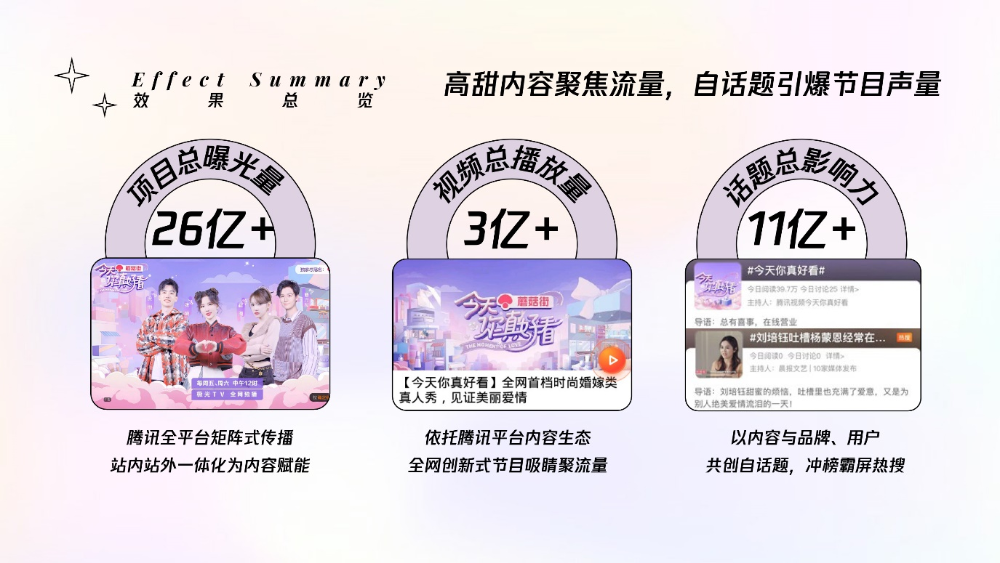 Effect Summary
效果总览
高甜内容聚焦流量，自话题引爆节目声量
项目总曝光量
26亿+
今天
蘑菇街
你真好看
THE MOMENT OF LOVE
独家总冠名：
每周五、周六 中午12时
极光TV 全网独播
腾讯全平台矩阵式传播
站内站外一体化为内容赋能
视频总播放量
3亿+
今天
蘑菇街
你真好看
THE MOMENT OF LOVE
【今天你真好看】全网首档时尚婚嫁类
真人秀，见证美丽爱情
依托腾讯平台内容生态
全网创新式节目吸睛聚流量
话题总影响力
11亿+
今天
你真好看
#今天你真好看#
今日阅读39.7万 今日讨论25 详情>
主持人：腾讯视频今天你真好看
导语：总有喜事，在线营业
#刘培钰吐槽杨蒙恩经常在...
热搜
今日阅读0 今日讨论0 详情>
主持人：晨报文艺 | 10家媒体发布
导语：刘培钰甜蜜的烦恼，吐槽里也充满了爱意，又是为
别人绝美爱情流泪的一天！
以内容与品牌、用户
共创自话题，冲榜霸屏热搜